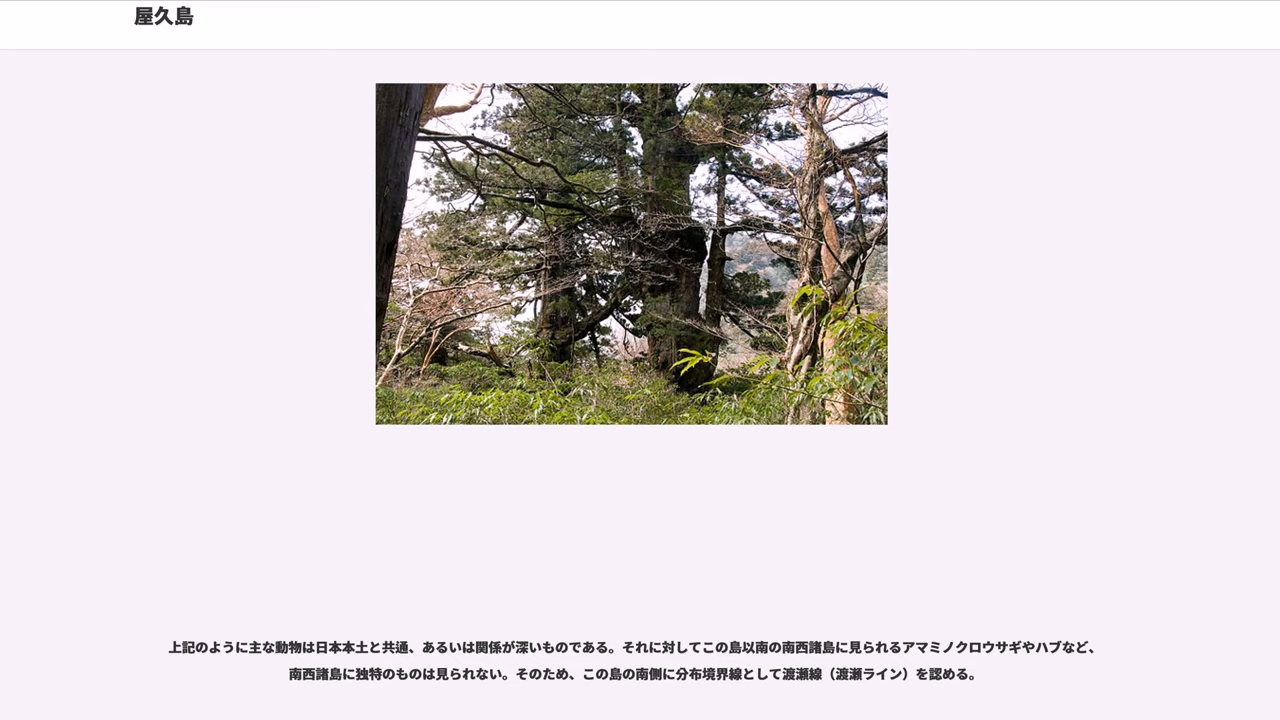 屋久島
上記のように主な動物は日本本土と共通、あるいは関係が深いものである。それに対してこの島以南の南西諸島に見られるアマミノクロウサギやハブなど、
南西諸島に独特のものは見られない。そのため、この島の南側に分布境界線として渡瀬線（渡瀬ライン）を認める。